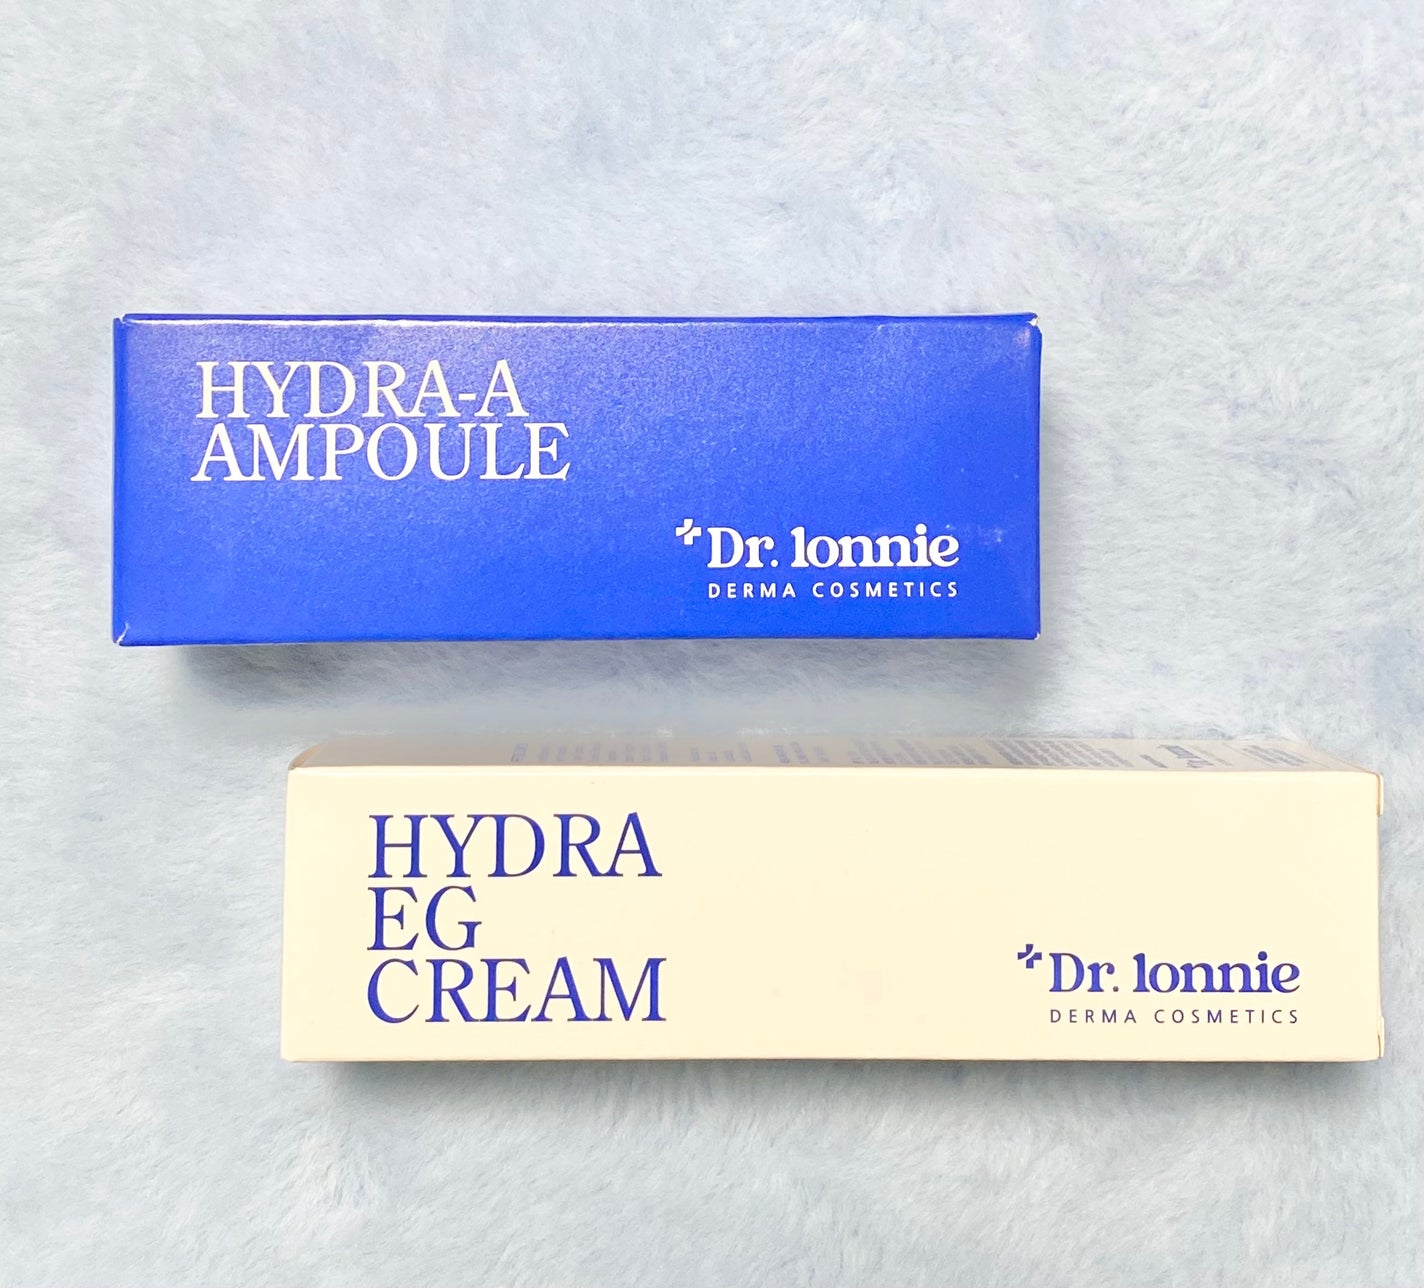 HYDRA-A
AMPOULE
Dr. lonnie
DERMA COSMETICS
HYDRA
EG
CREAM
Dr. lonnie
DERMA COSMETICS